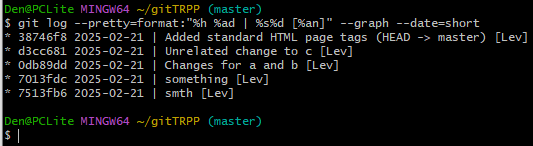 Den@PCLite MINGW64 ~/gitTRPP (master)
$ git log --pretty=format:"%h %ad | %s%d [%an]" --graph --date=short
* 38746f8 2025-02-21 | Added standard HTML page tags (HEAD -> master) [Lev]
* d3cc681 2025-02-21 | Unrelated change to c [Lev]
* 0db89dd 2025-02-21 | Changes for a and b [Lev]
* 7013fdc 2025-02-21 | something [Lev]
* 7513fb6 2025-02-21 | smth [Lev]
Den@PCLite MINGW64 ~/gitTRPP (master)
$